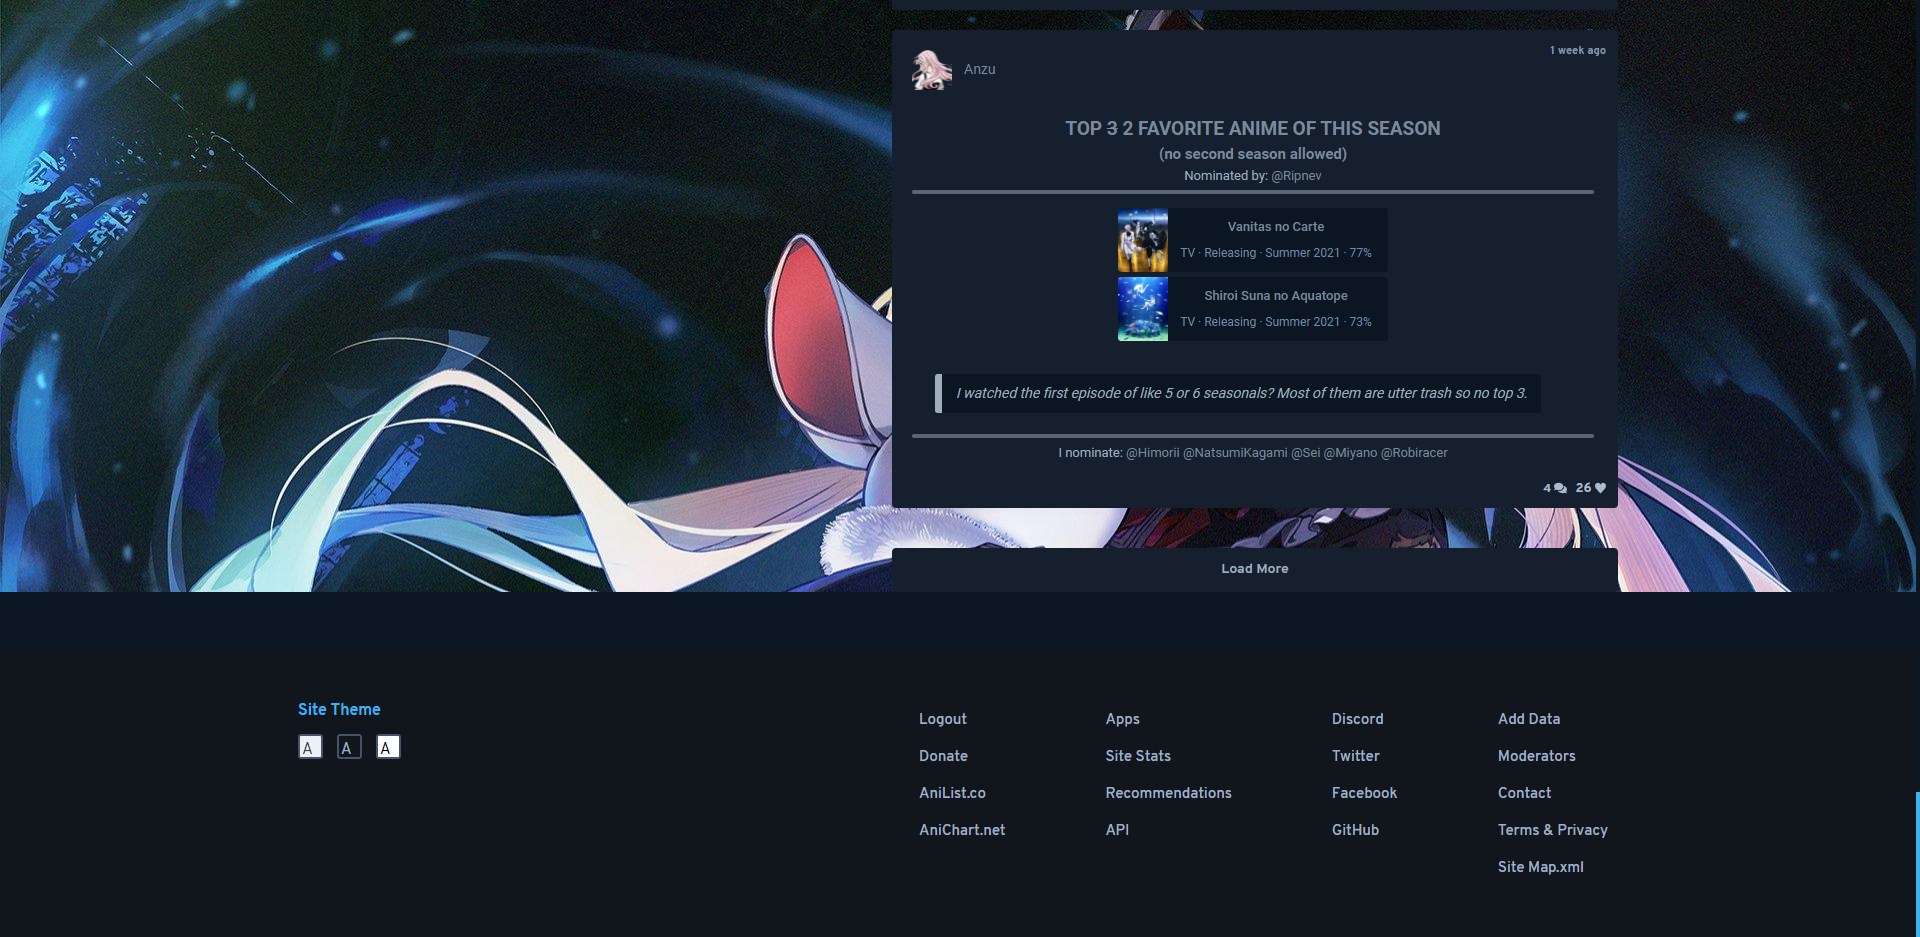 1 week ago
Anzu
TOP 3 2 FAVORITE ANIME OF THIS SEASON
(no second season allowed)
Nominated by: @Ripnev
Vanitas no Carte
TV · Releasing · Summer 2021 · 77%
Shiroi Suna no Aquatope
TV · Releasing · Summer 2021 · 73%
I watched the first episode of like 5 or 6 seasonals? Most of them are utter trash so no top 3.
I nominate: @Himorii @NatsumiKagami @Sei @Miyano @Robiracer
4 26
Load More
Site Theme
A A A
Logout
Donate
AniList.co
AniChart.net
Apps
Site Stats
Recommendations
API
Discord
Twitter
Facebook
GitHub
Add Data
Moderators
Contact
Terms & Privacy
Site Map.xml